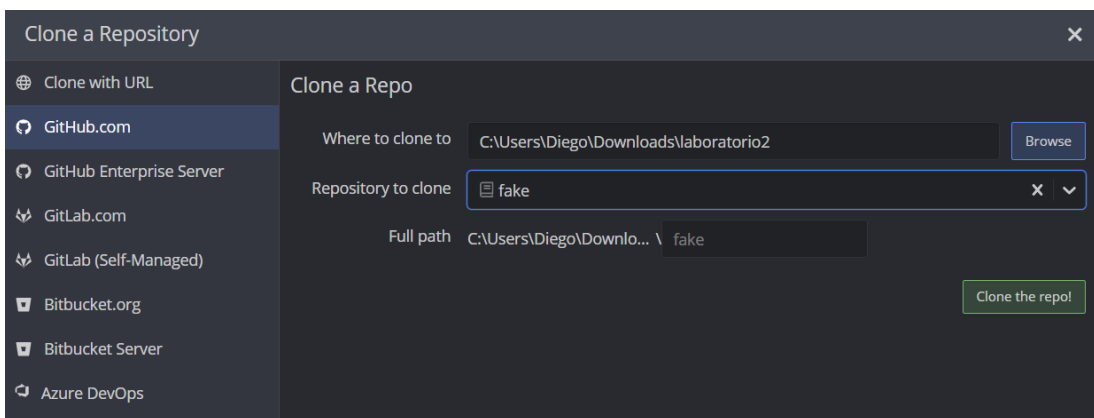 Clone a Repository
Clone with URL
GitHub.com
GitHub Enterprise Server
GitLab.com
GitLab (Self-Managed)
Bitbucket.org
Bitbucket Server
Azure DevOps
Clone a Repo
Where to clone to C:\Users\Diego\Downloads\laboratorio2 Browse
Repository to clone fake
Full path C:\Users\Diego\Downlo... \ fake
Clone the repo!